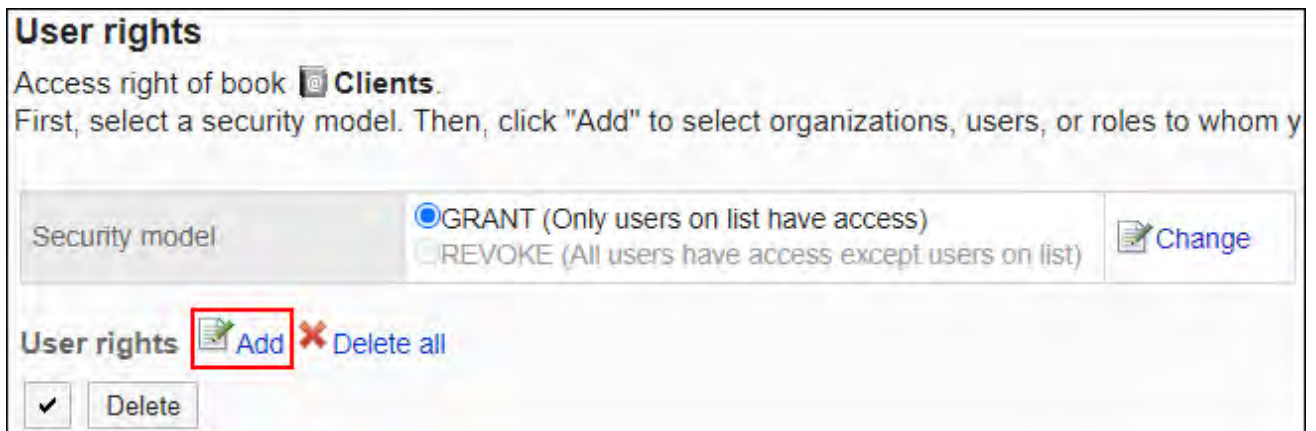 User rights
Access right of book Clients.
First, select a security model. Then, click "Add" to select organizations, users, or roles to whom y
Security model
GRANT (Only users on list have access)
REVOKE (All users have access except users on list)
Change
User rights Add Delete all
Delete